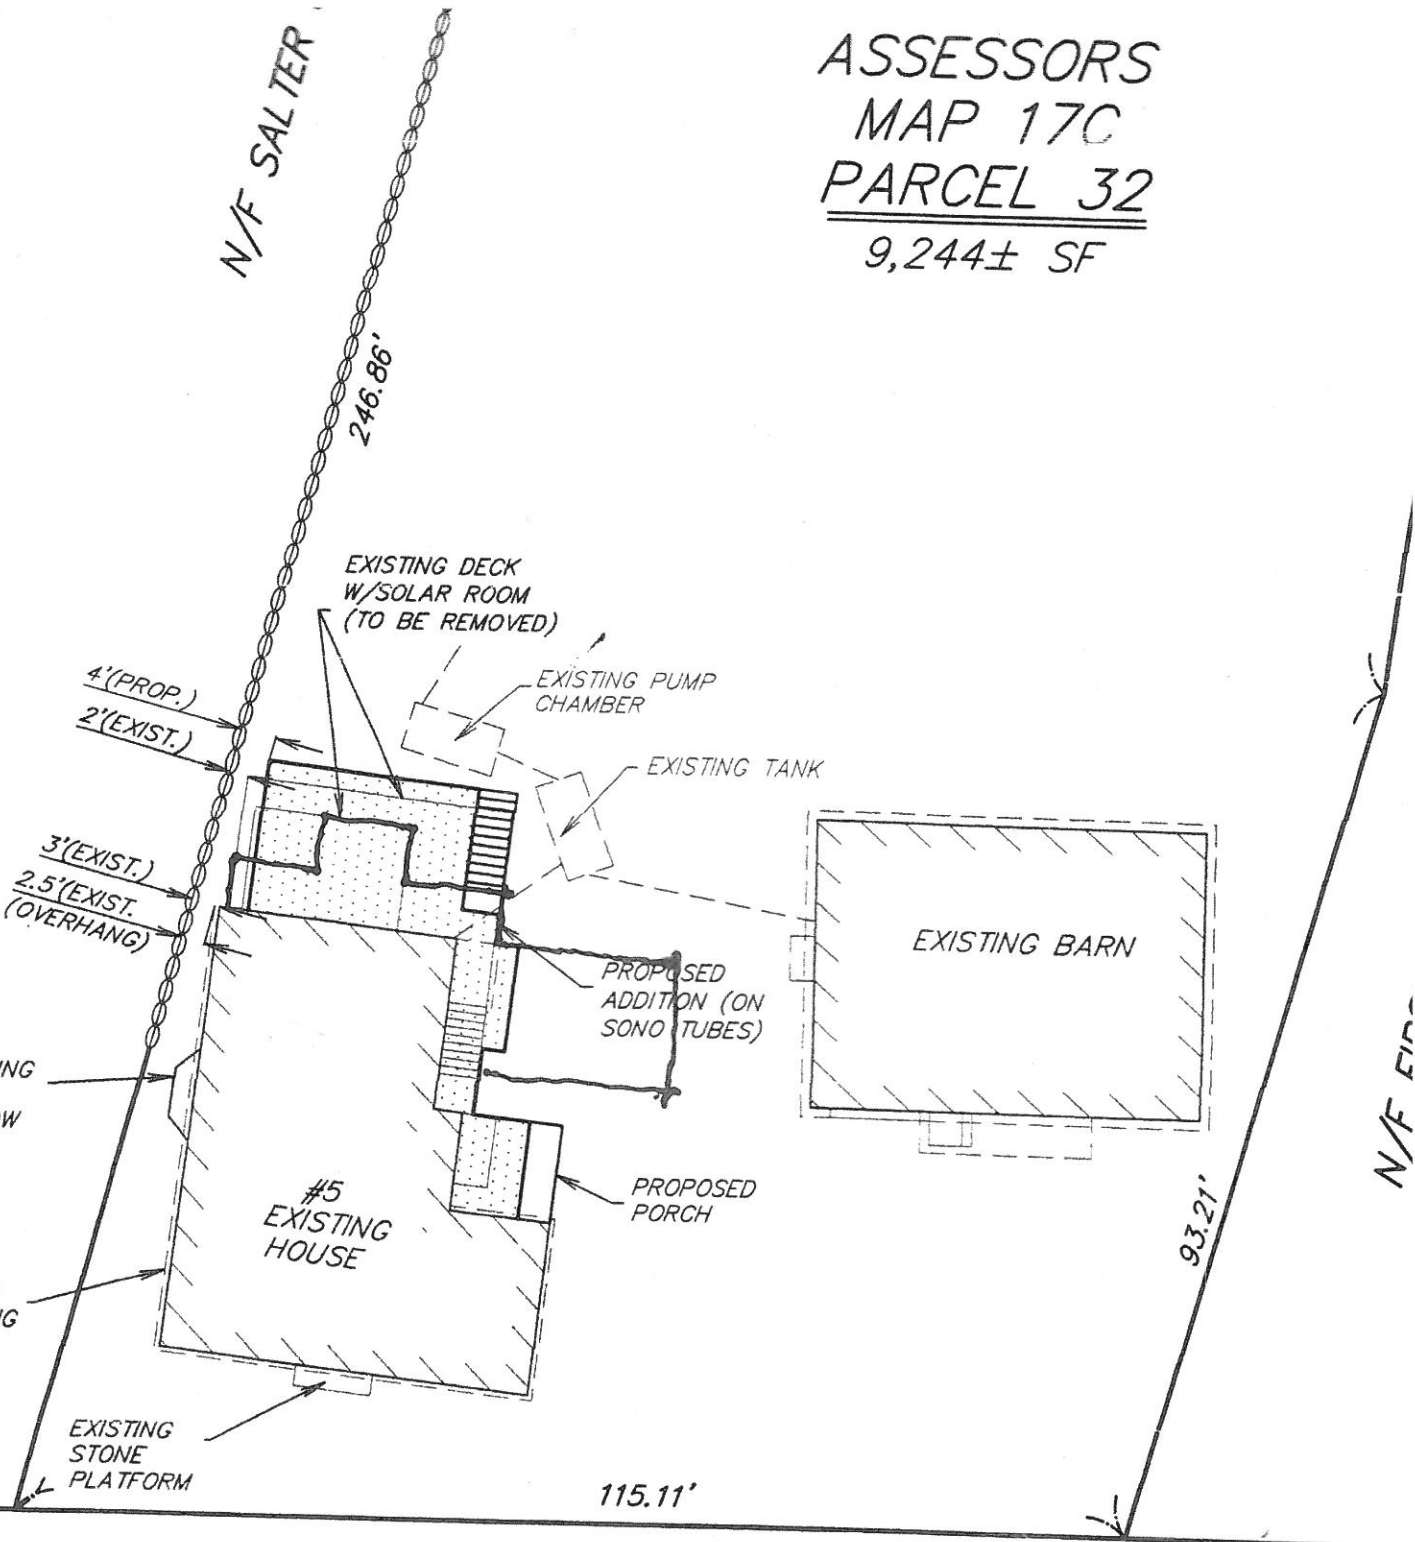 ASSESSORS
MAP 17C
PARCEL 32
9,244± SF
N/F SALTER
246.86'
EXISTING DECK
W/SOLAR ROOM
(TO BE REMOVED)
EXISTING PUMP
CHAMBER
EXISTING TANK
4'(PROP.)
2'(EXIST.)
3'(EXIST.)
2.5'(EXIST.
(OVERHANG)
EXISTING BARN
PROPOSED
ADDITION (ON
SONO TUBES)
NG
OW
#5
EXISTING
HOUSE
PROPOSED
PORCH
93.21'
N/F
G
EXISTING
STONE
PLATFORM
115.11'